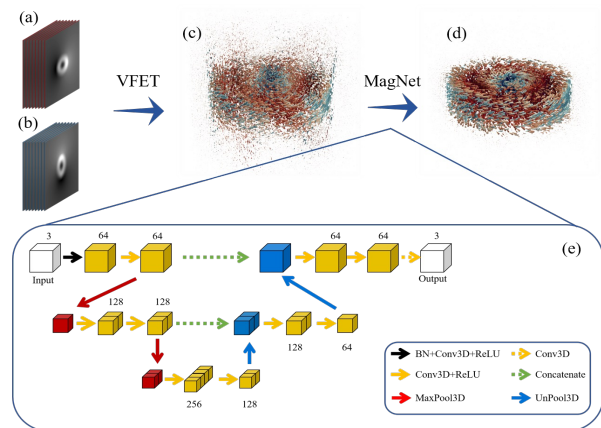 (a)
(b)
VFET
(c)
MagNet
(d)
(e)
3
64
64
64
64
3
Input
Output
128
128
128
64
256
128
BN+Conv3D+ReLU
Conv3D
Conv3D+ReLU
Concatenate
MaxPool3D
UnPool3D